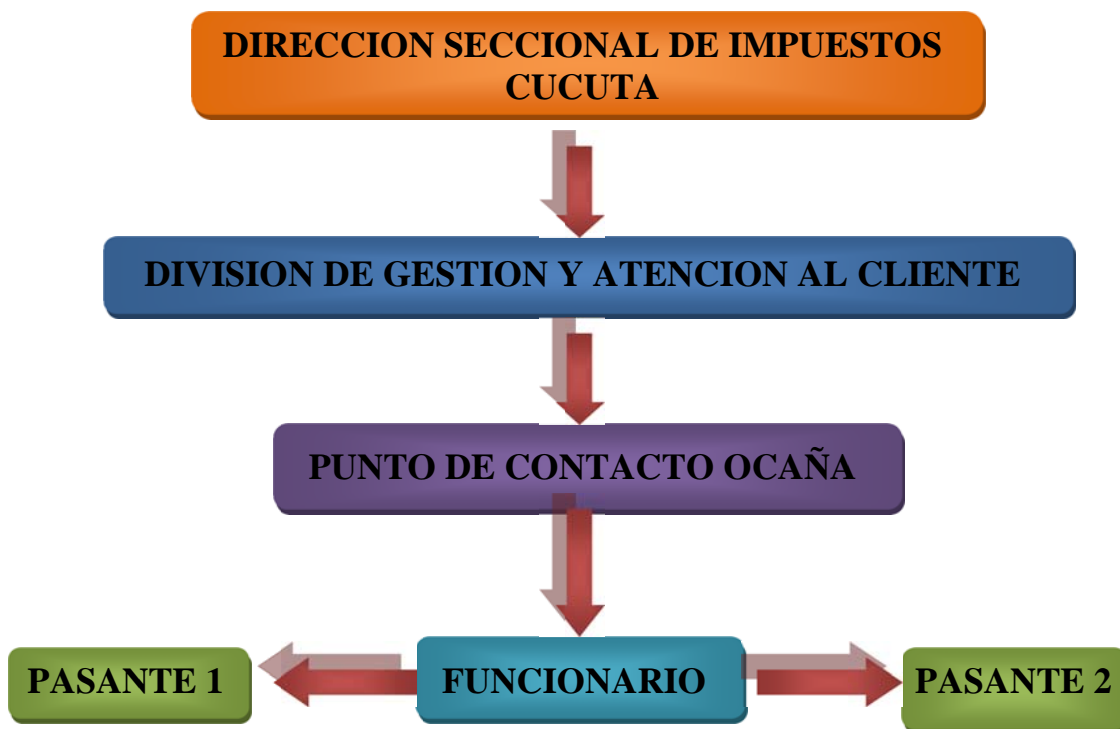 DIRECCION SECCIONAL DE IMPUESTOS
CUCUTA
DIVISION DE GESTION Y ATENCION AL CLIENTE
PUNTO DE CONTACTO OCAÑA
PASANTE 1
FUNCIONARIO
PASANTE 2